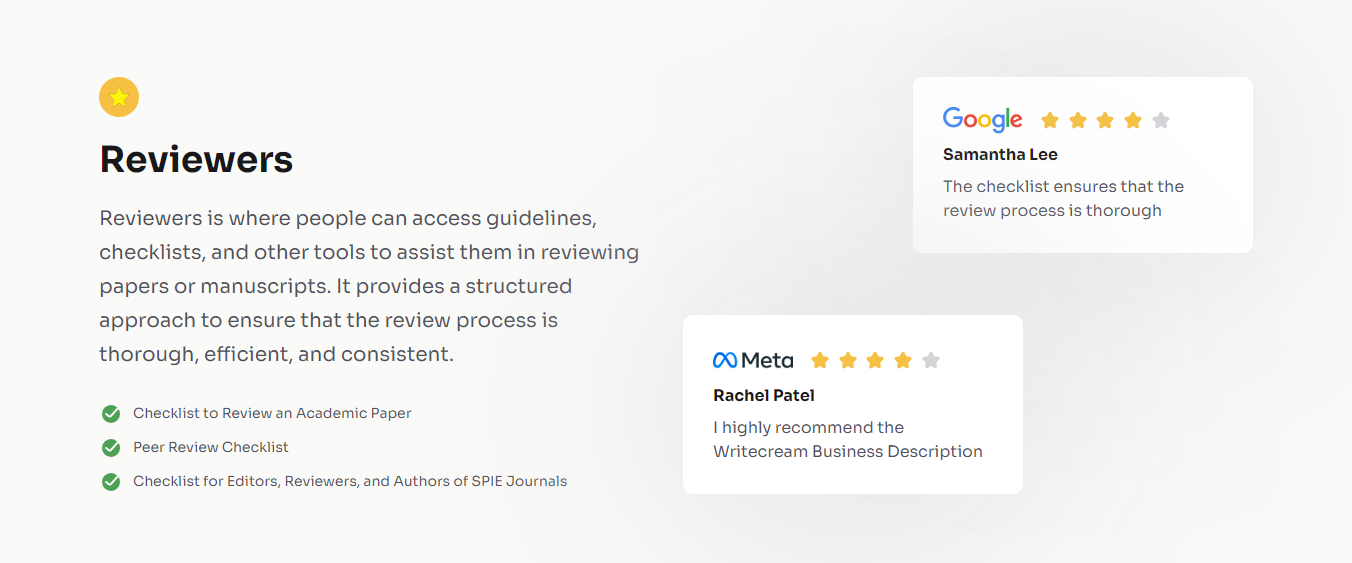 Reviewers
Reviewers is where people can access guidelines,
checklists, and other tools to assist them in reviewing
papers or manuscripts. It provides a structured
approach to ensure that the review process is
thorough, efficient, and consistent.
Checklist to Review an Academic Paper
Peer Review Checklist
Checklist for Editors, Reviewers, and Authors of SPIE Journals
Google
Samantha Lee
The checklist ensures that the
review process is thorough
Meta
Rachel Patel
I highly recommend the
Writecream Business Description